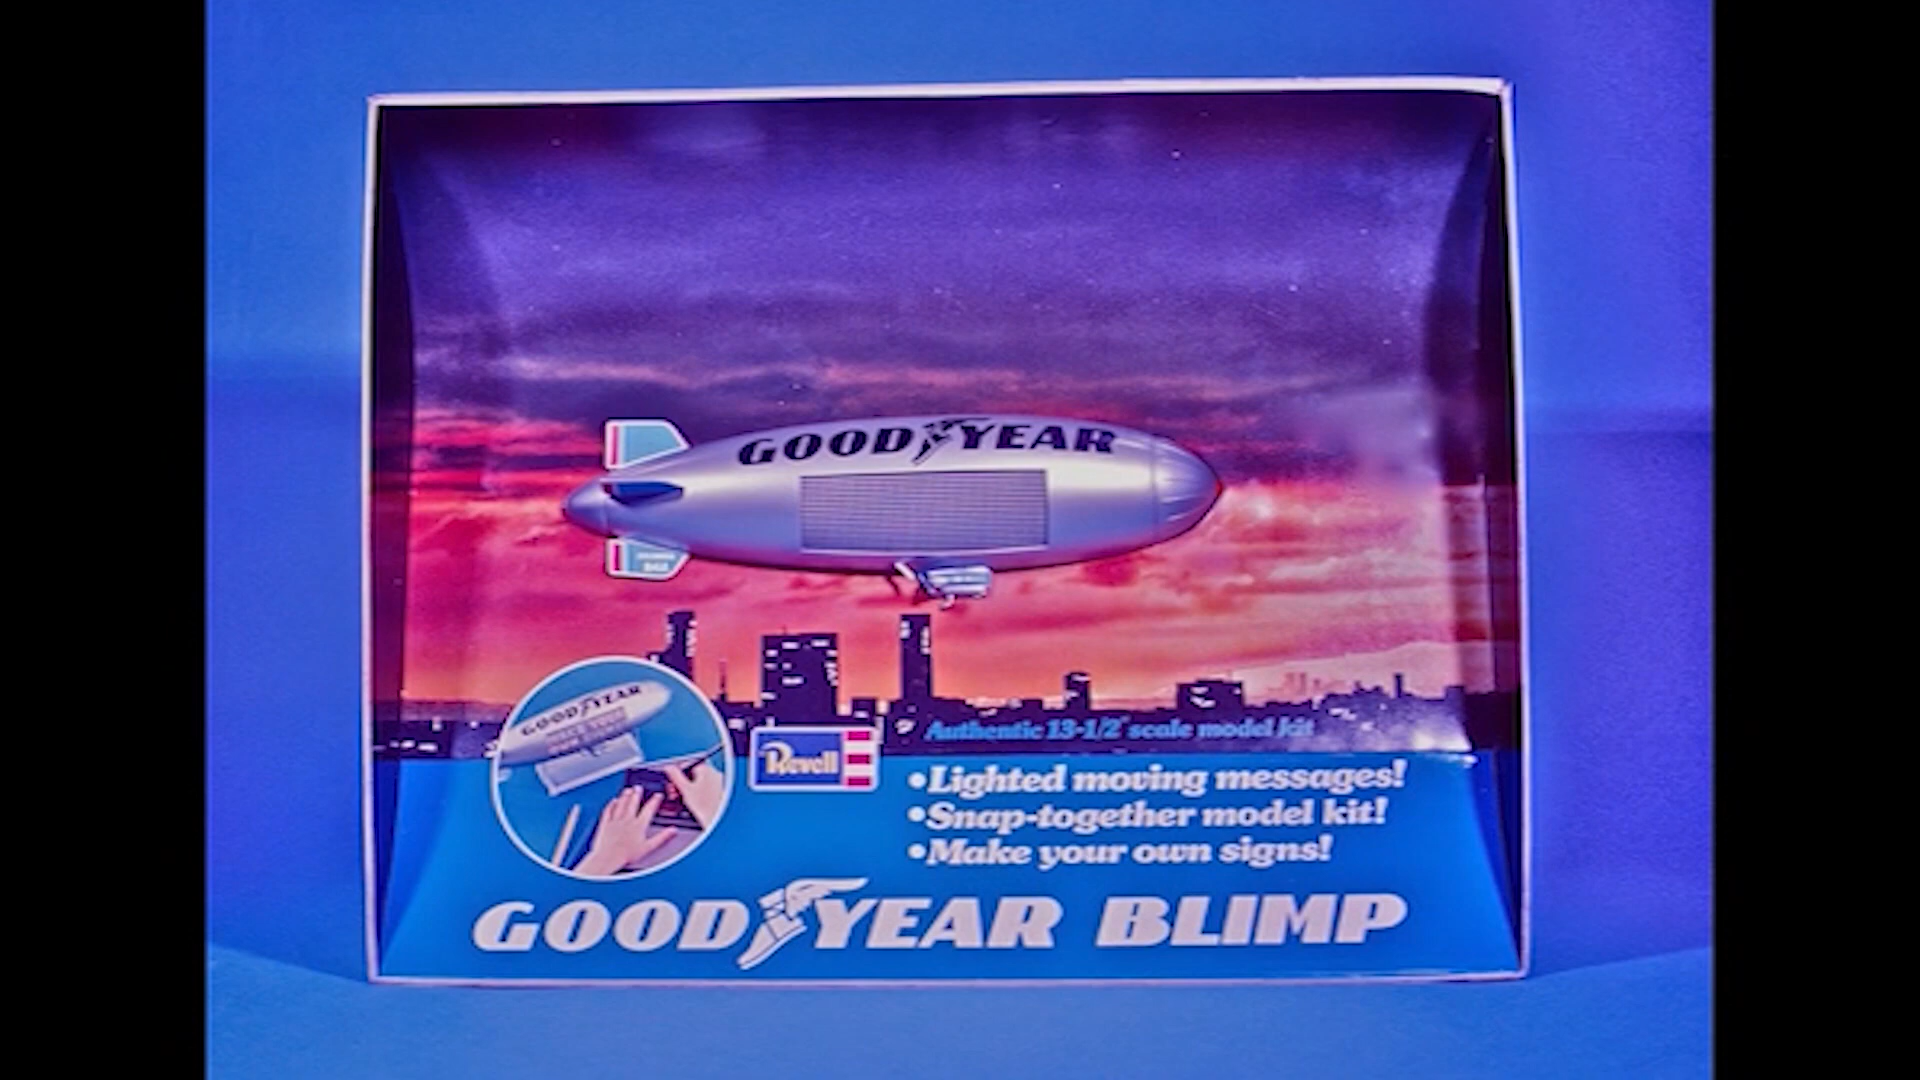 GOODYEAR
GOODYEAR
Revell
Authentic 13-1/2" scale model kit
•Lighted moving messages!
•Snap-together model kit!
•Make your own signs!
GOODYEAR BLIMP